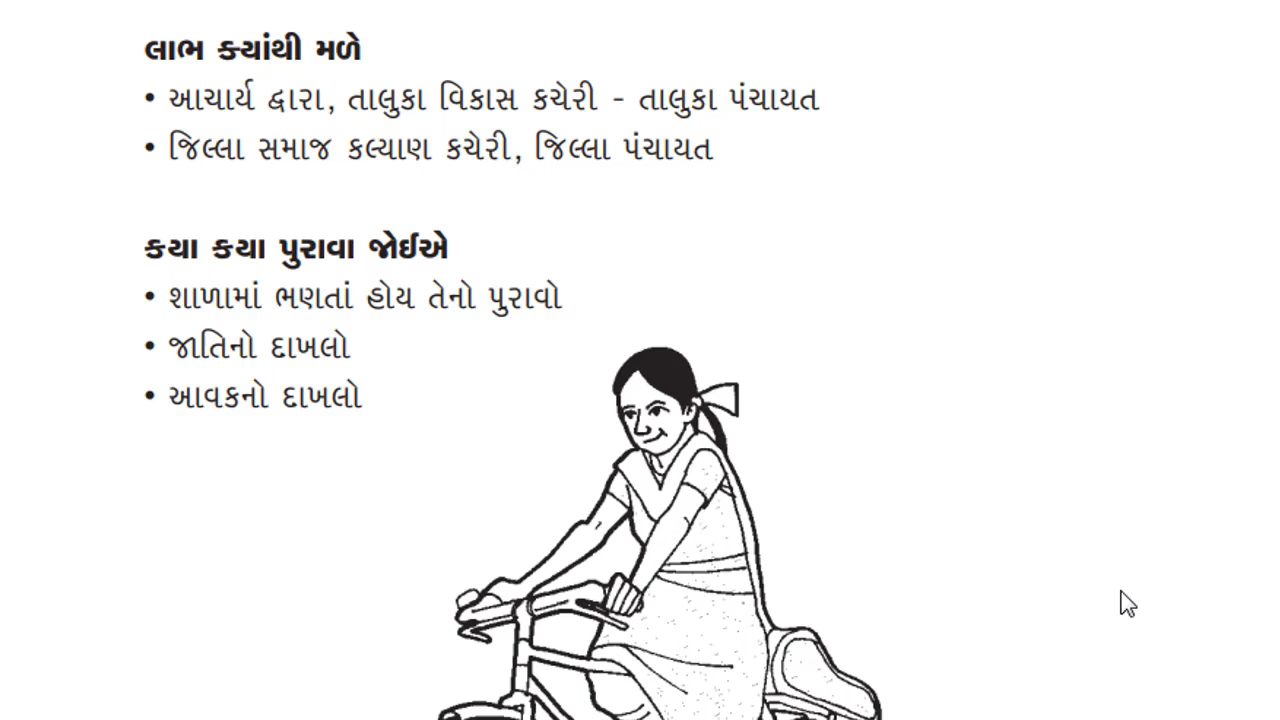 લાભ ક્યાંથી મળે
• આચાર્ય દ્વારા, તાલુકા વિકાસ કચેરી - તાલુકા પંચાયત
• જિલ્લા સમાજ કલ્યાણ કચેરી, જિલ્લા પંચાયત
કયા કયા પુરાવા જોઈએ
• શાળામાં ભણતાં હોય તેનો પુરાવો
• જાતિનો દાખલો
• આવકનો દાખલો